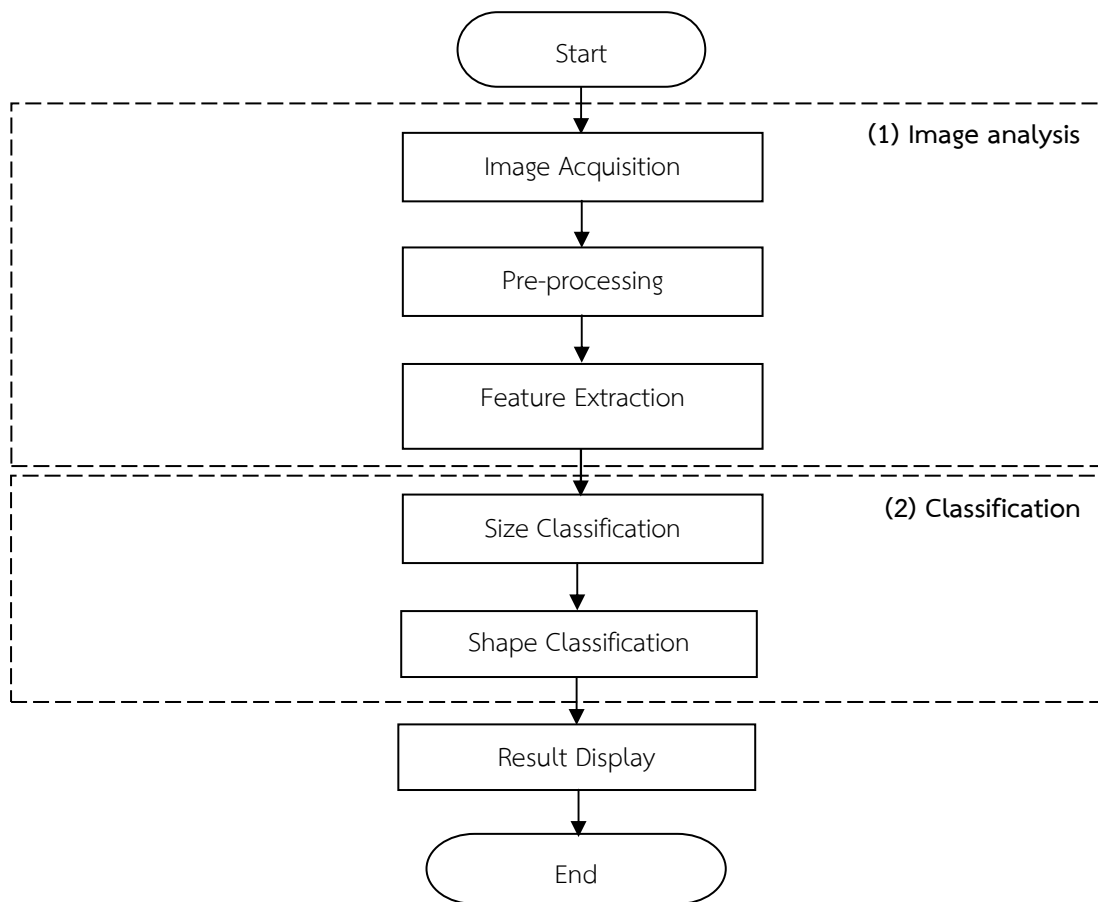 Start
(1) Image analysis
Image Acquisition
Pre-processing
Feature Extraction
(2) Classification
Size Classification
Shape Classification
Result Display
End